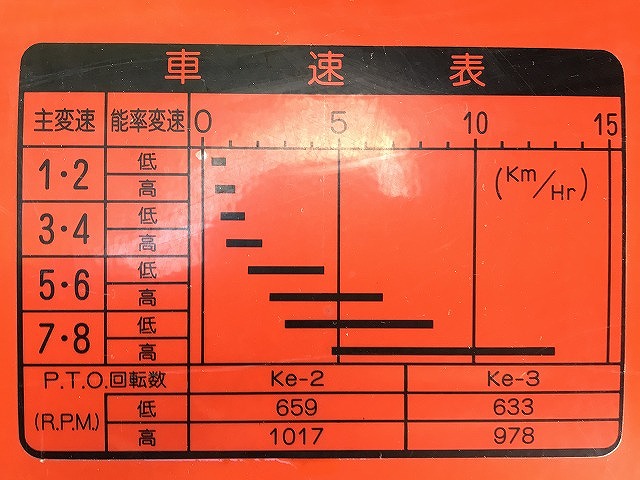 車 速 表
主変速 能率変速 0 5 10 15
(Km/Hr)
1・2 低
高
3・4 低
高
5・6 低
高
7・8 低
高
P.T.O.回転数 Ke-2 Ke-3
(R.P.M.) 低 659 633
高 1017 978